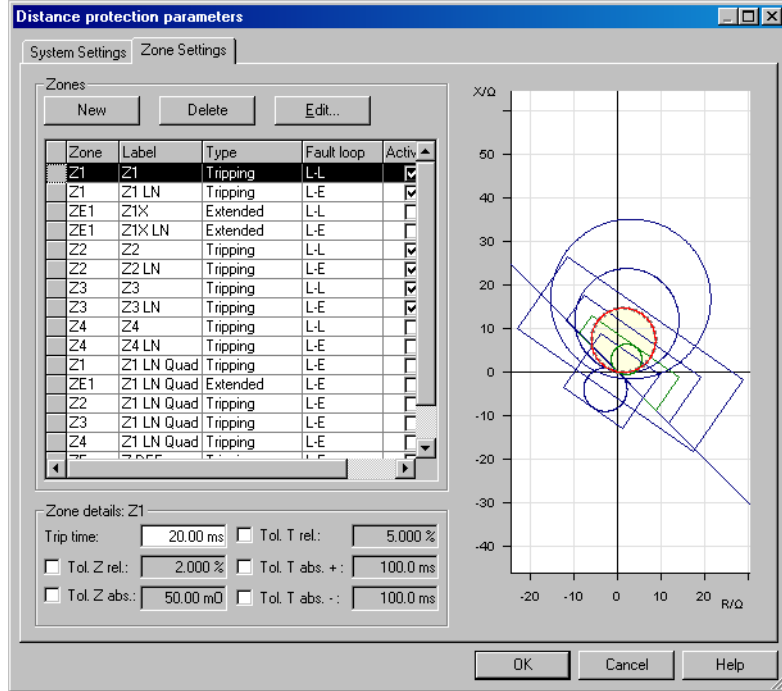 Distance protection parameters
System Settings Zone Settings
Zones
New Delete Edit...
Zone Label Type Fault loop Activ
Z1 Z1 Tripping L-L
Z1 Z1 LN Tripping L-E
ZE1 Z1X Extended L-L
ZE1 Z1X LN Extended L-E
Z2 Z2 Tripping L-L
Z2 Z2 LN Tripping L-E
Z3 Z3 Tripping L-L
Z3 Z3 LN Tripping L-E
Z4 Z4 Tripping L-L
Z4 Z4 LN Tripping L-E
Z1 Z1 LN Quad Tripping L-E
ZE1 Z1 LN Quad Extended L-E
Z2 Z1 LN Quad Tripping L-E
Z3 Z1 LN Quad Tripping L-E
Z4 Z1 LN Quad Tripping L-E
Zone details: Z1
Trip time: 20.00 ms Tol. T rel.: 5.000 %
Tol. Z rel.: 2.000 % Tol. T abs. + : 100.0 ms
Tol. Z abs.: 50.00 mΩ Tol. T abs. - : 100.0 ms
X/Ω
50
40
30
20
10
0
-10
-20
-30
-40
-20 -10 0 10 20 R/Ω
OK Cancel Help